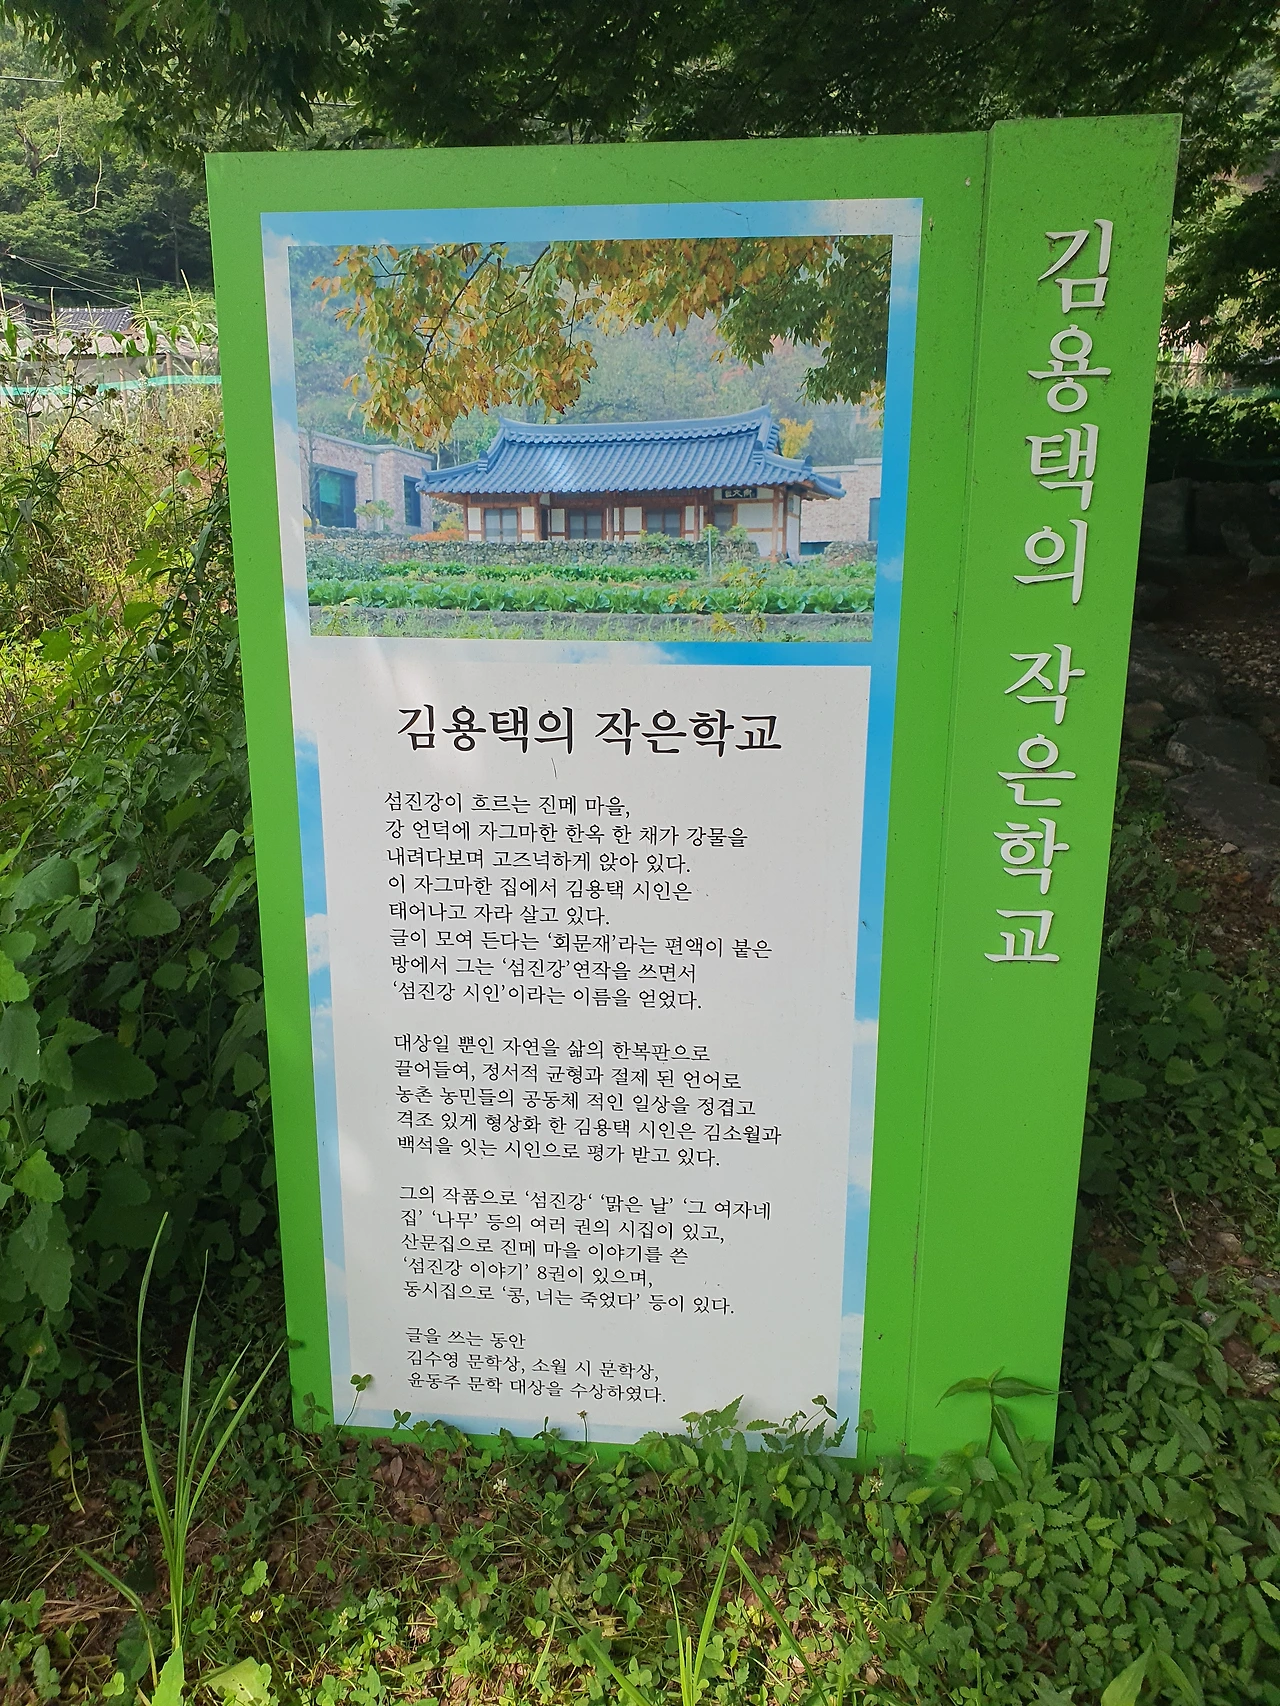 김용택의 작은학교
섬진강이 흐르는 진메 마을,
강 언덕에 자그마한 한옥 한 채가 강물을
내려다보며 고즈넉하게 앉아 있다.
이 자그마한 집에서 김용택 시인은
태어나고 자라 살고 있다.
글이 모여 든다는 ‘회문재’라는 편액이 붙은
방에서 그는 ‘섬진강’연작을 쓰면서
‘섬진강 시인’이라는 이름을 얻었다.
대상일 뿐인 자연을 삶의 한복판으로
끌어들여, 정서적 균형과 절제 된 언어로
농촌 농민들의 공동체 적인 일상을 정겹고
격조 있게 형상화 한 김용택 시인은 김소월과
백석을 잇는 시인으로 평가 받고 있다.
그의 작품으로 ‘섬진강‘ ‘맑은 날’ ‘그 여자네
집’ ‘나무’ 등의 여러 권의 시집이 있고,
산문집으로 진메 마을 이야기를 쓴
‘섬진강 이야기’ 8권이 있으며,
동시집으로 ‘콩, 너는 죽었다’ 등이 있다.
글을 쓰는 동안
김수영 문학상, 소월 시 문학상,
윤동주 문학 대상을 수상하였다.
김용택의 작은학교